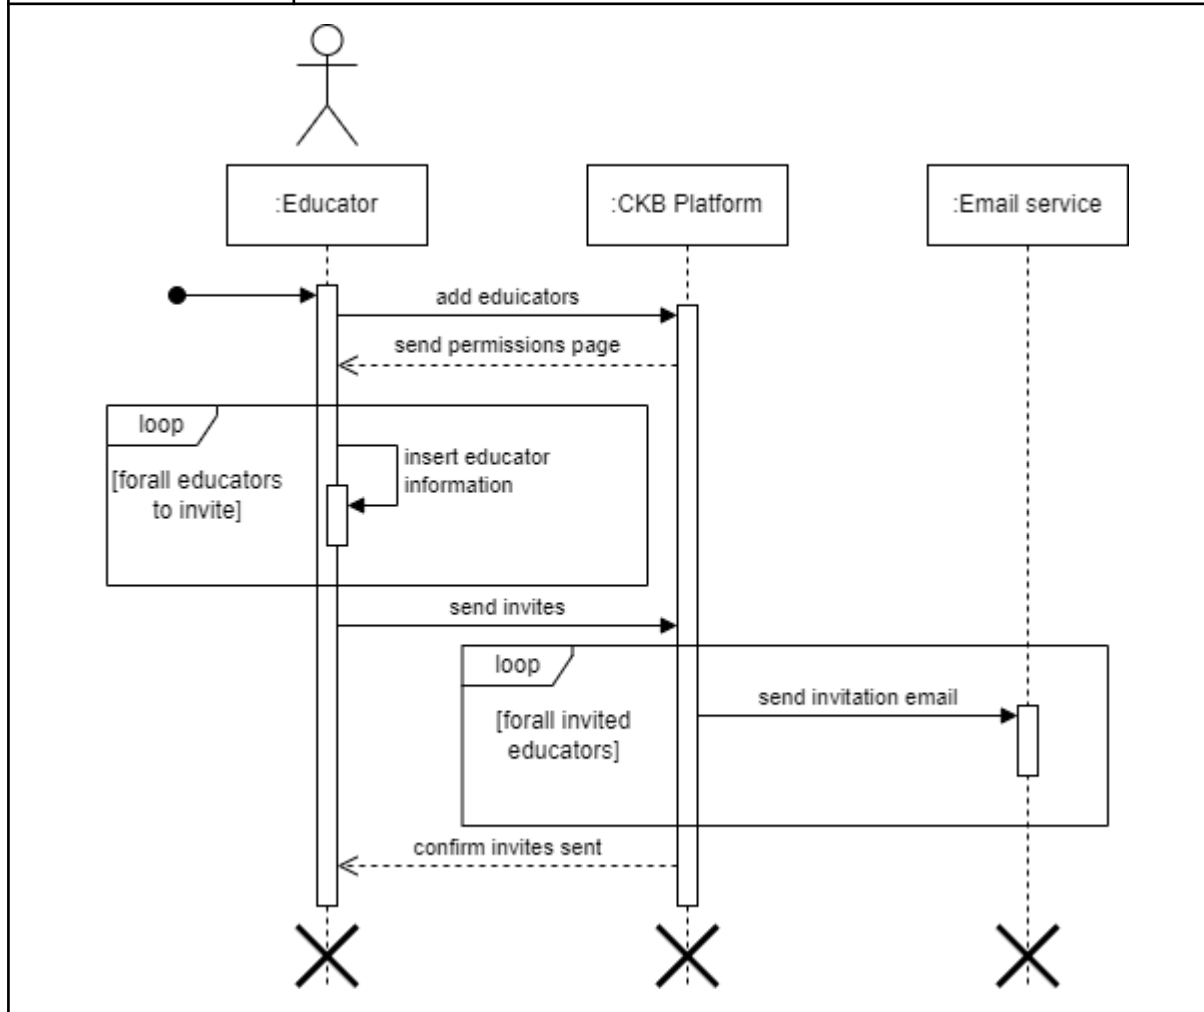 :Educator
:CKB Platform
:Email service
add eduicators
send permissions page
loop
[forall educators
to invite]
insert educator
information
send invites
loop
[forall invited
educators]
send invitation email
confirm invites sent